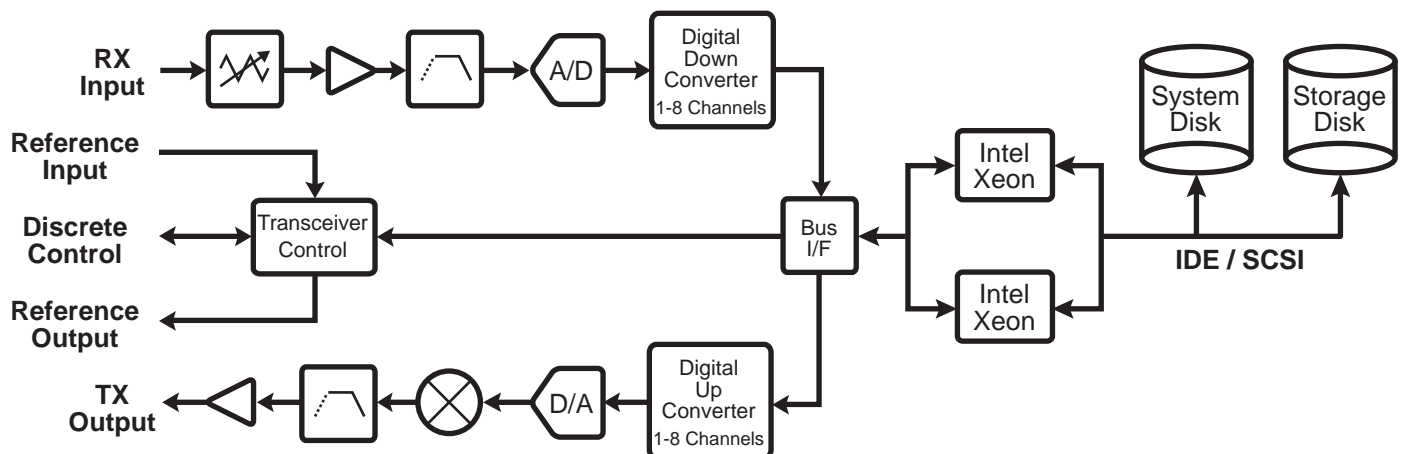 RX
Input
A/D
Digital
Down
Converter
1-8 Channels
System
Disk
Storage
Disk
Reference
Input
Intel
Xeon
Discrete
Control
Transceiver
Control
Bus
I/F
IDE / SCSI
Intel
Xeon
Reference
Output
TX
Output
D/A
Digital
Up
Converter
1-8 Channels